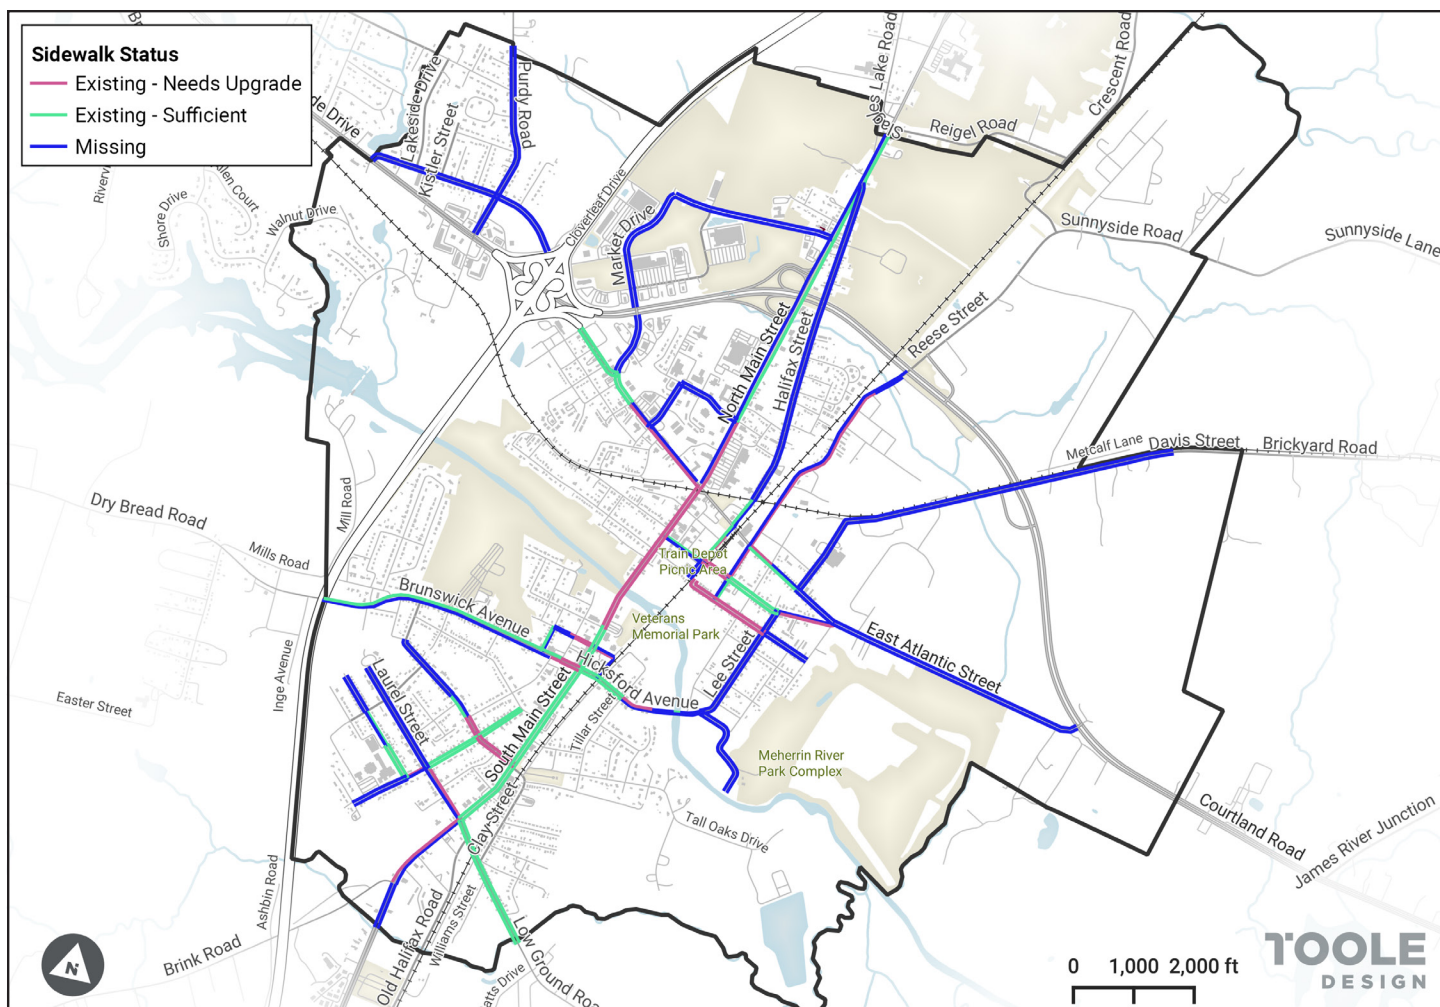 Sidewalk Status
Existing - Needs Upgrade
Existing - Sufficient
Missing
Lakeside Drive
Kistler Street
Purdy Road
Shore Drive
Walnut Drive
Cloverleaf Drive
Market Drive
Reigel Road
Crescent Road
Sunnyside Road
Sunnyside Lane
Reese Street
North Main Street
Halifax Street
Metcalf Lane
Davis Street
Brickyard Road
Dry Bread Road
Mill Road
Mills Road
Brunswick Avenue
Train Depot
Picnic Area
Veterans
Memorial Park
Hicksford Avenue
Lee Street
East Atlantic Street
Inge Avenue
Easter Street
Laurel Street
South Main Street
Tillar Street
Clay Street
Meherrin River
Park Complex
Tall Oaks Drive
Courtland Road
James River Junction
Ashbin Road
Brink Road
Old Halifax Road
Williams Street
Low Ground Roa
atts Drive
N
0 1,000 2,000 ft
TOOLE
DESIGN